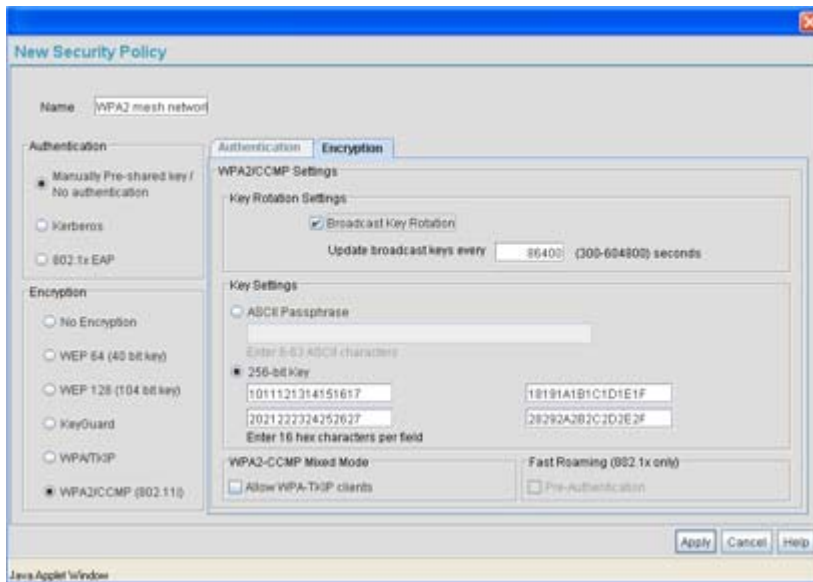 New Security Policy
Name WPA2 mesh networ
Authentication
Manually Pre-shared key /
No authentication
Kerberos
802.1x EAP
Encryption
No Encryption
WEP 64 (40 bit key)
WEP 128 (104 bit key)
KeyGuard
WPA/TKIP
WPA2/CCMP (802.11i)
Authentication Encryption
WPA2/CCMP Settings
Key Rotation Settings
Broadcast Key Rotation
Update broadcast keys every 86400 (300-604800) seconds
Key Settings
ASCII Passphrase
Enter 8-63 ASCII characters
256-bit Key
1011121314151617 18191A1B1C1D1E1F
2021222324252627 28292A2B2C2D2E2F
Enter 16 hex characters per field
WPA2-CCMP Mixed Mode
Allow WPA-TKIP clients
Fast Roaming (802.1x only)
Pre-Authentication
Apply Cancel Help
Java Applet Window